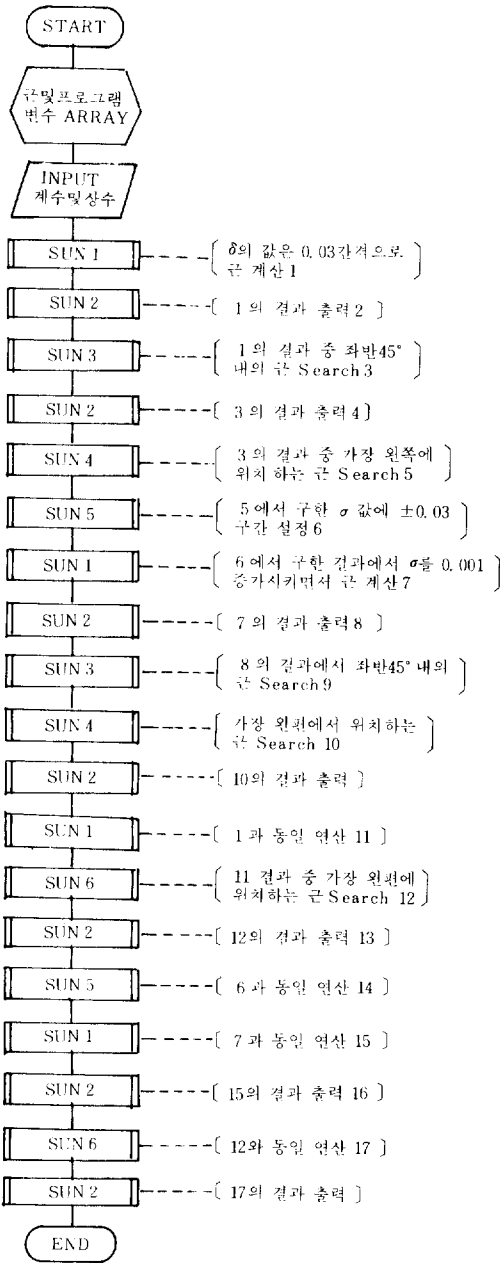 START
근및프로그램
변수 ARRAY
INPUT
계수및상수
SUN 1
δ의 값은 0.03간격으로
근 계산 1
SUN 2
1의 결과 출력 2
SUN 3
1의 결과 중 좌반45°
내의 근 Search 3
SUN 2
3의 결과 출력 4
SUN 4
3의 결과 중 가장 왼쪽에
위치 하는 근 Search 5
SUN 5
5에서 구한 σ 값에 ±0.03
구간 설정 6
SUN 1
6에서 구한 결과에서 σ를 0.001
증가시키면서 근 계산 7
SUN 2
7의 결과 출력 8
SUN 3
8의 결과에서 좌반45° 내의
근 Search 9
SUN 4
가장 왼편에서 위치하는
근 Search 10
SUN 2
10의 결과 출력
SUN 1
1과 동일 연산 11
SUN 6
11 결과 중 가장 왼편에
위치하는 근 Search 12
SUN 2
12의 결과 출력 13
SUN 5
6과 동일 연산 14
SUN 1
7과 동일 연산 15
SUN 2
15의 결과 출력 16
SUN 6
12와 동일 연산 17
SUN 2
17의 결과 출력
END